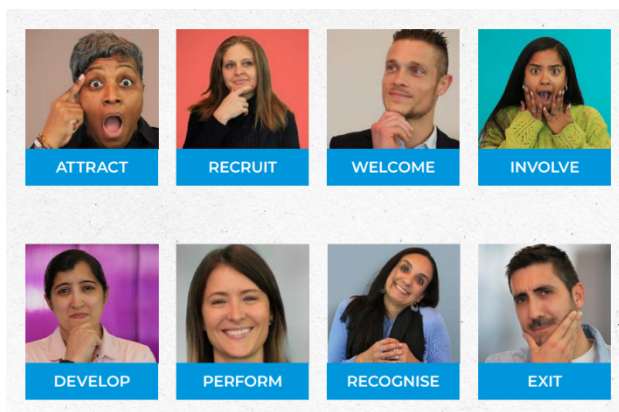 ATTRACT
RECRUIT
WELCOME
INVOLVE
DEVELOP
PERFORM
RECOGNISE
EXIT